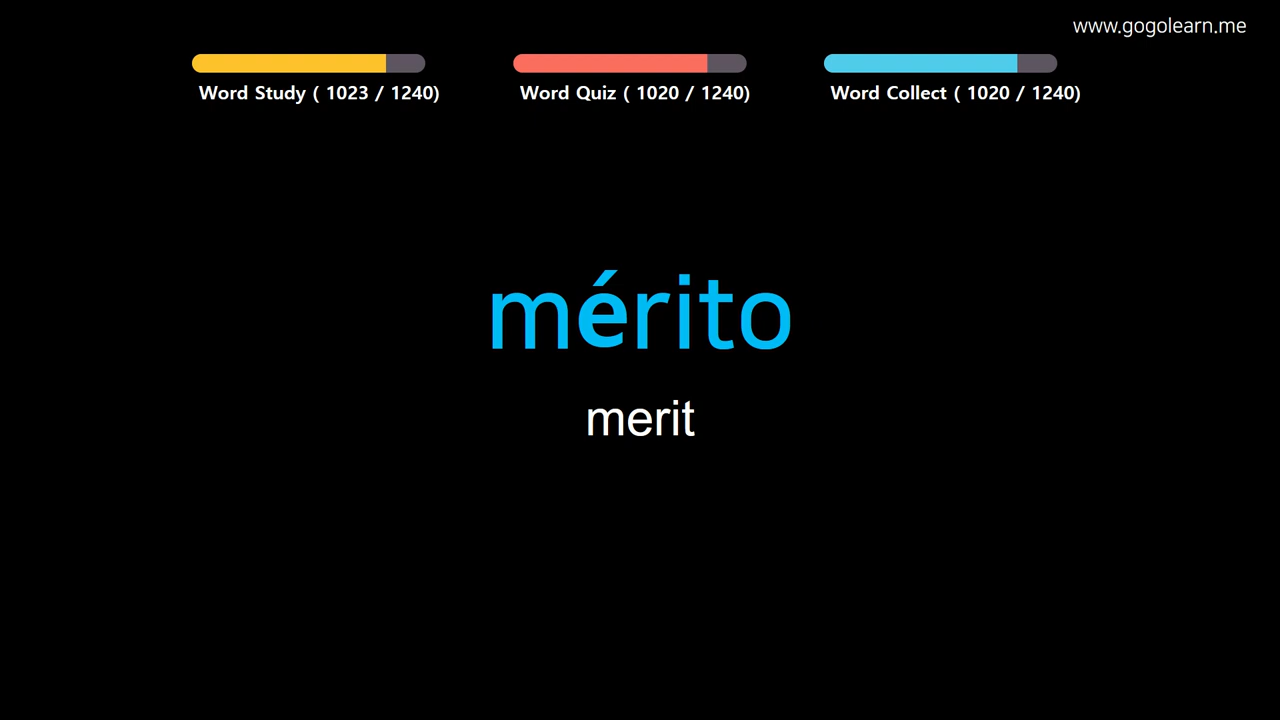 www.gogolearn.me
Word Study ( 1023 / 1240)
Word Quiz ( 1020 / 1240)
Word Collect ( 1020 / 1240)
mérito
merit